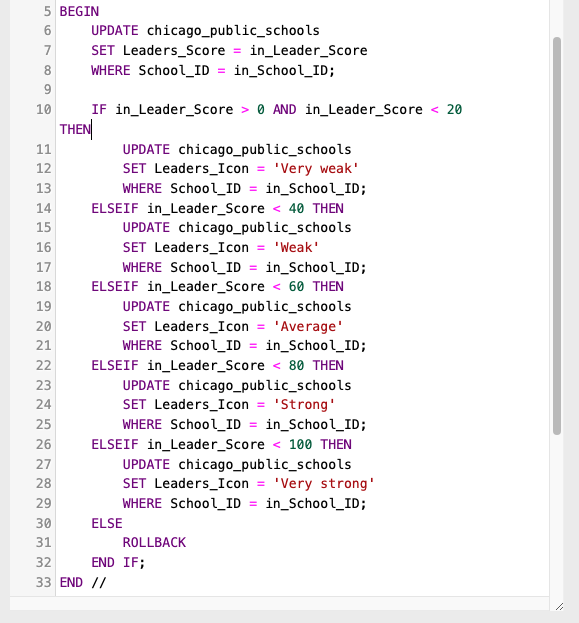 5 BEGIN
6 UPDATE chicago_public_schools
7 SET Leaders_Score = in_Leader_Score
8 WHERE School_ID = in_School_ID;
9
10 IF in_Leader_Score > 0 AND in_Leader_Score < 20
THEN
11 UPDATE chicago_public_schools
12 SET Leaders_Icon = 'Very weak'
13 WHERE School_ID = in_School_ID;
14 ELSEIF in_Leader_Score < 40 THEN
15 UPDATE chicago_public_schools
16 SET Leaders_Icon = 'Weak'
17 WHERE School_ID = in_School_ID;
18 ELSEIF in_Leader_Score < 60 THEN
19 UPDATE chicago_public_schools
20 SET Leaders_Icon = 'Average'
21 WHERE School_ID = in_School_ID;
22 ELSEIF in_Leader_Score < 80 THEN
23 UPDATE chicago_public_schools
24 SET Leaders_Icon = 'Strong'
25 WHERE School_ID = in_School_ID;
26 ELSEIF in_Leader_Score < 100 THEN
27 UPDATE chicago_public_schools
28 SET Leaders_Icon = 'Very strong'
29 WHERE School_ID = in_School_ID;
30 ELSE
31 ROLLBACK
32 END IF;
33 END //